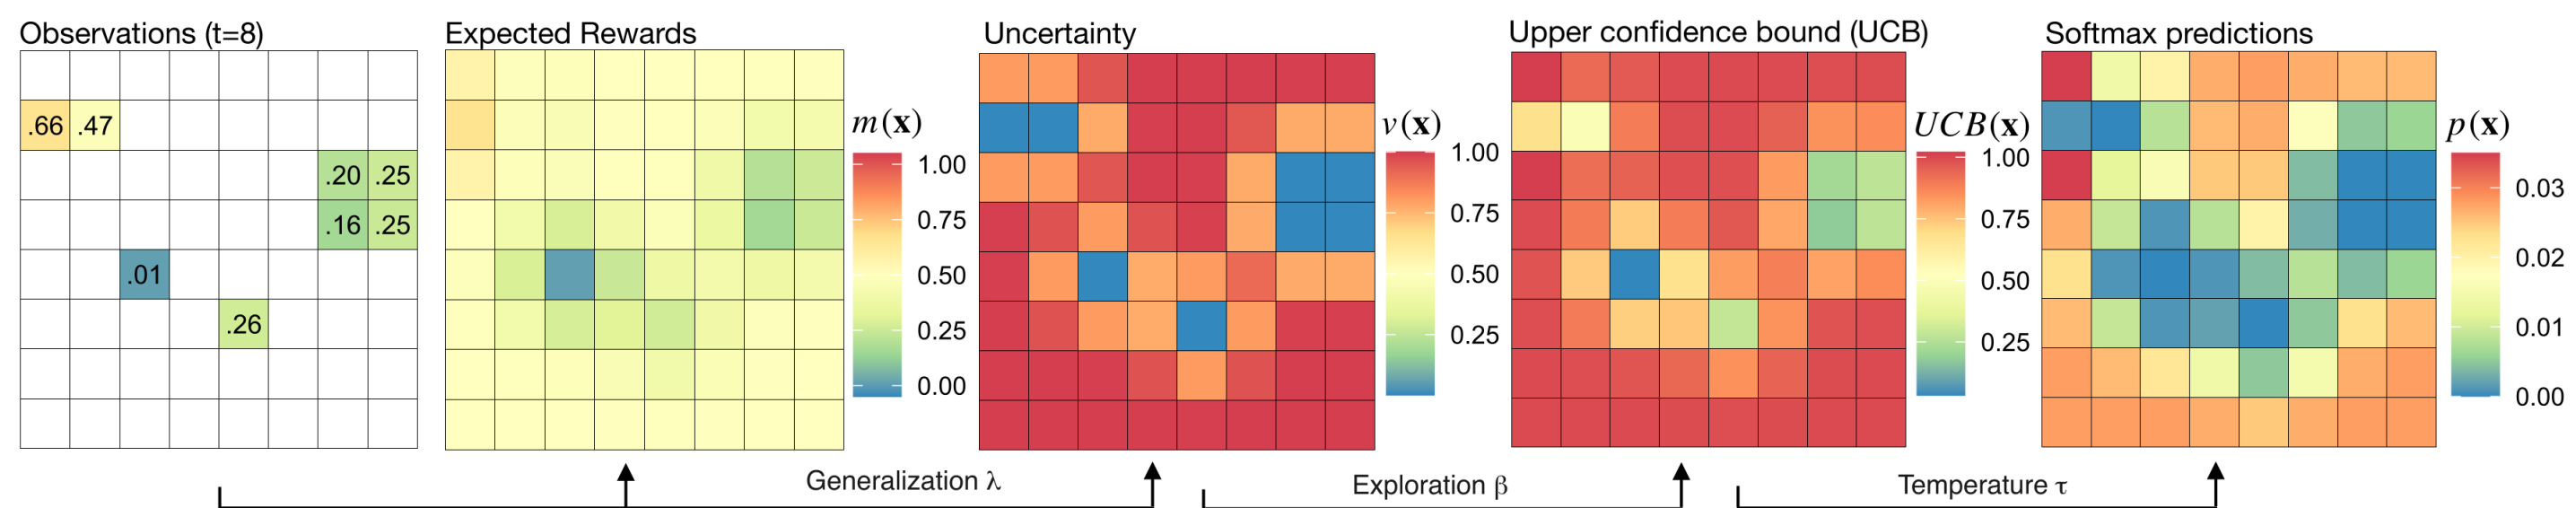 Observations (t=8)
.66 .47
.20 .25
.16 .25
.01
.26
Expected Rewards
m(x)
1.00
0.75
0.50
0.25
0.00
Uncertainty
v(x)
1.00
0.75
0.50
0.25
Upper confidence bound (UCB)
UCB(x)
1.00
0.75
0.50
0.25
Softmax predictions
p(x)
0.03
0.02
0.01
0.00
Generalization λ
Exploration β
Temperature τ